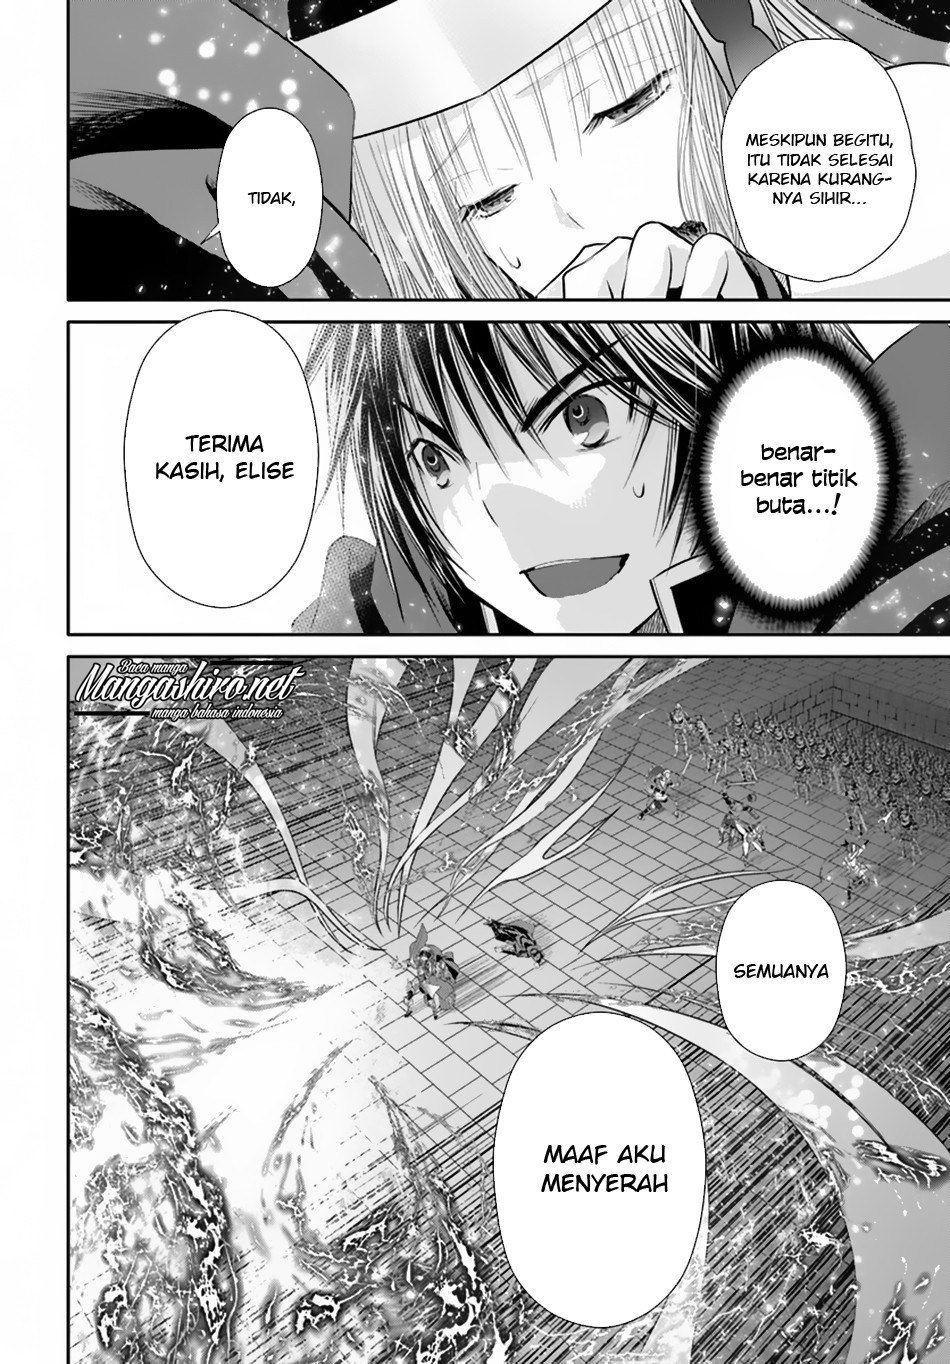 MESKIPUN BEGITU,
ITU TIDAK SELESAI
KARENA KURANG-
NYA SIHIR...
TIDAK,
benar-
benar titik
buta...!
TERIMA
KASIH, ELISE
Baca manga
Mangashiro.net
manga bahasa indonesia
SEMUANYA
MAAF AKU
MENYERAH